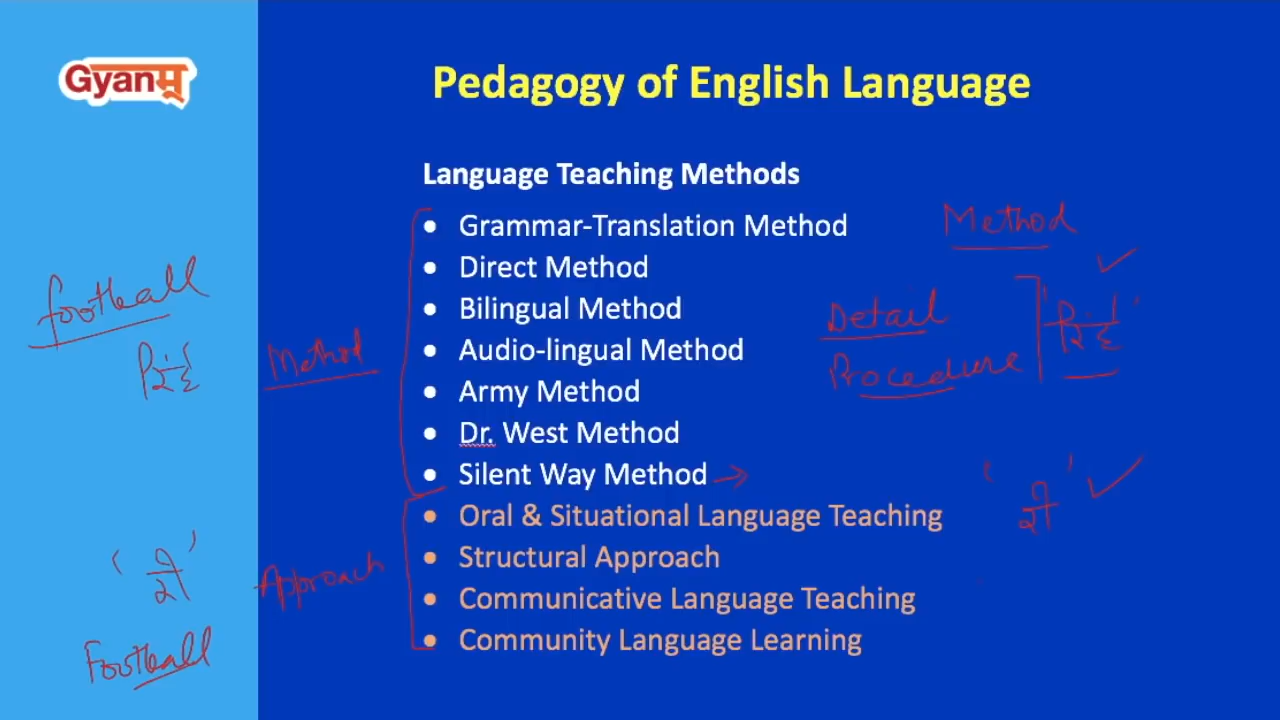 Gyanमृ
Pedagogy of English Language
Language Teaching Methods
• Grammar-Translation Method
• Direct Method
• Bilingual Method
• Audio-lingual Method
• Army Method
• Dr. West Method
• Silent Way Method
• Oral & Situational Language Teaching
• Structural Approach
• Communicative Language Teaching
• Community Language Learning
Method
Detail
Procedure
football
Method
Approach
Football